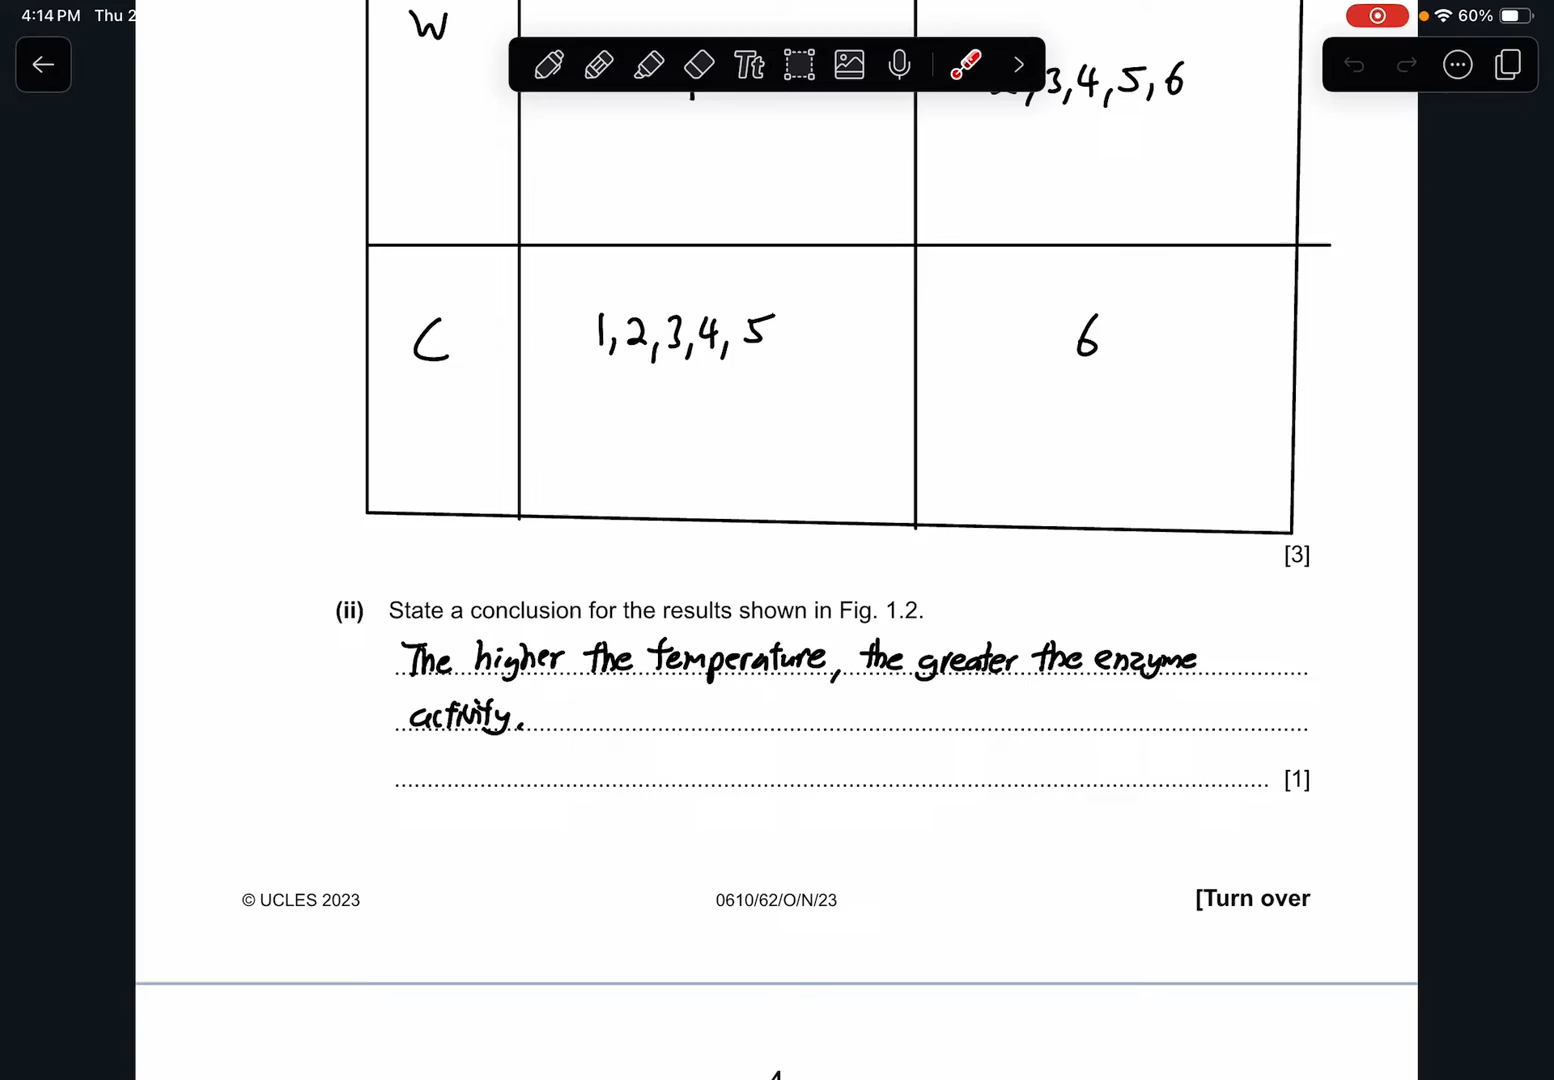 4:14 PM Thu 2
60%
W
Tt
3,4,5,6
C
1,2,3,4,5
6
[3]
(ii) State a conclusion for the results shown in Fig. 1.2.
The higher the temperature, the greater the enzyme
activity.
[1]
© UCLES 2023
0610/62/O/N/23
[Turn over